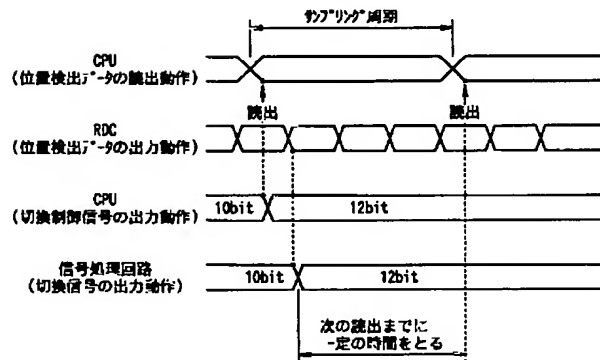 ｻﾝﾌﾟﾘﾝｸﾞ周期
CPU
(位置検出ﾃﾞｰﾀの読出動作)
読出
読出
RDC
(位置検出ﾃﾞｰﾀの出力動作)
CPU
(切換制御信号の出力動作)
10bit
12bit
信号処理回路
(切換信号の出力動作)
10bit
12bit
次の読出までに
一定の時間をとる